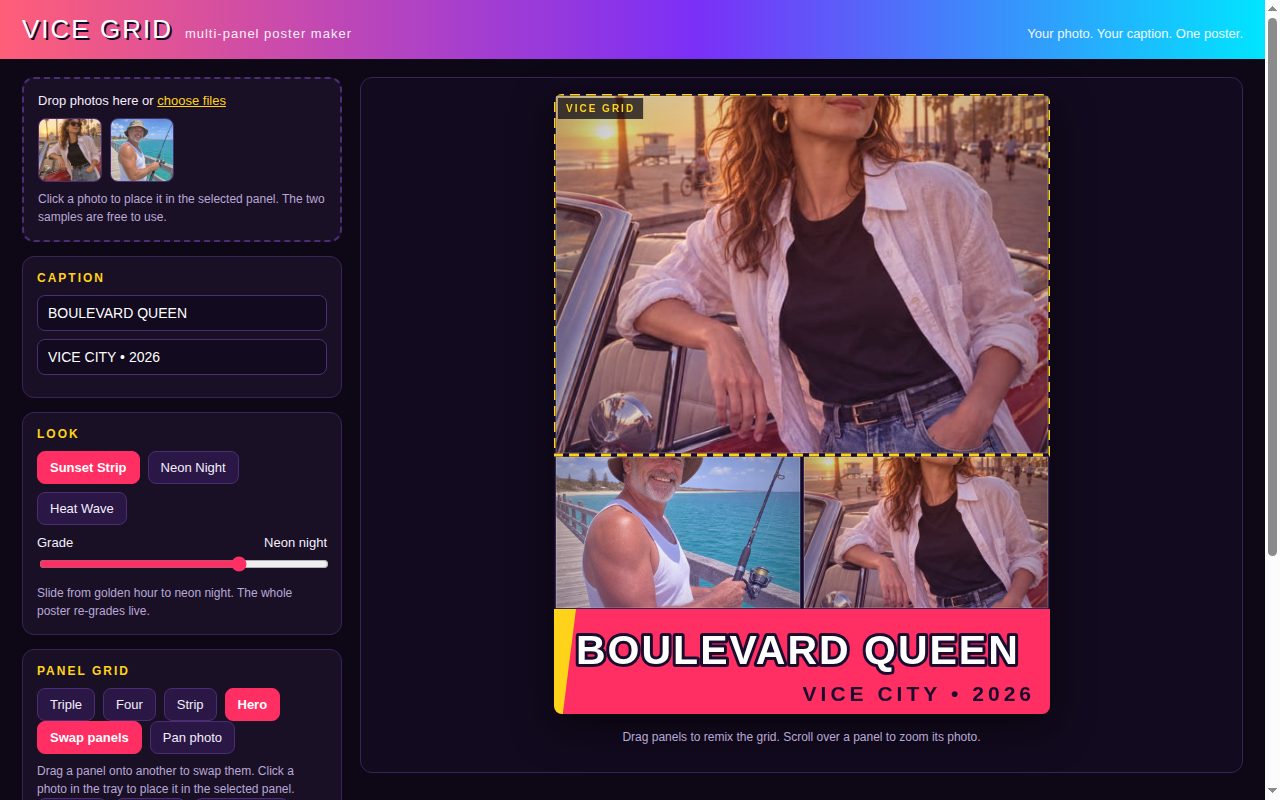 VICE GRID multi-panel poster maker
Your photo. Your caption. One poster.
Drop photos here or choose files
Click a photo to place it in the selected panel. The two
samples are free to use.
CAPTION
BOULEVARD QUEEN
VICE CITY • 2026
LOOK
Sunset Strip
Neon Night
Heat Wave
Grade
Neon night
Slide from golden hour to neon night. The whole
poster re-grades live.
PANEL GRID
Triple
Four
Strip
Hero
Swap panels
Pan photo
Drag a panel onto another to swap them. Click a
photo in the tray to place it in the selected panel.
VICE GRID
BOULEVARD QUEEN
VICE CITY • 2026
Drag panels to remix the grid. Scroll over a panel to zoom its photo.